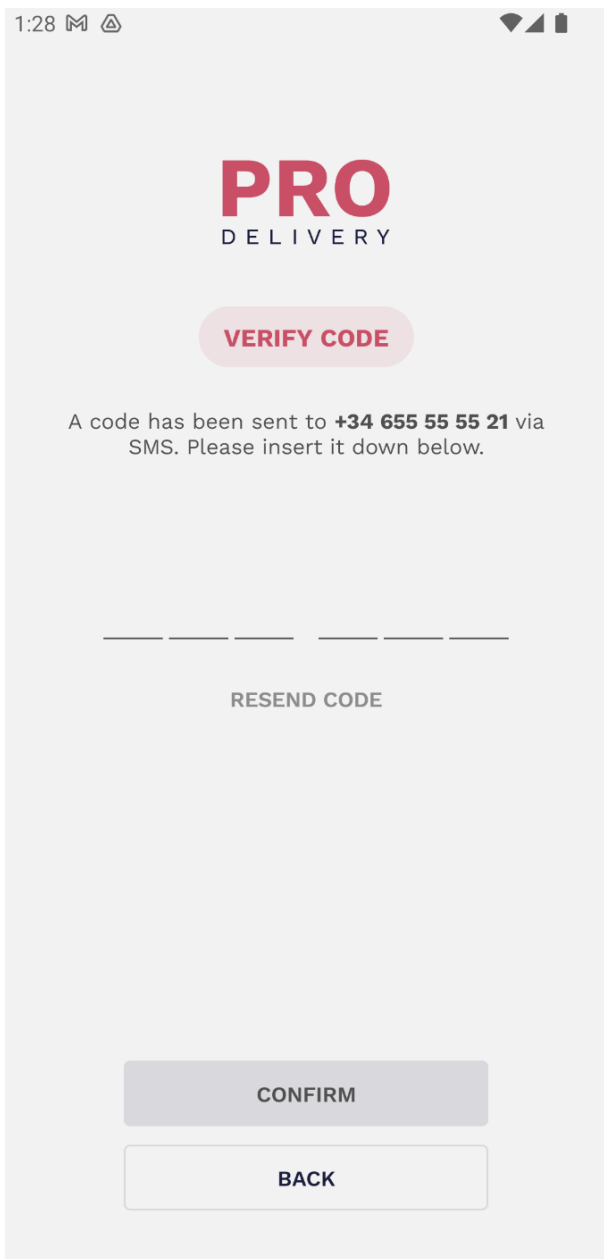 1:28
PRO
DELIVERY
VERIFY CODE
A code has been sent to +34 655 55 55 21 via
SMS. Please insert it down below.
RESEND CODE
CONFIRM
BACK